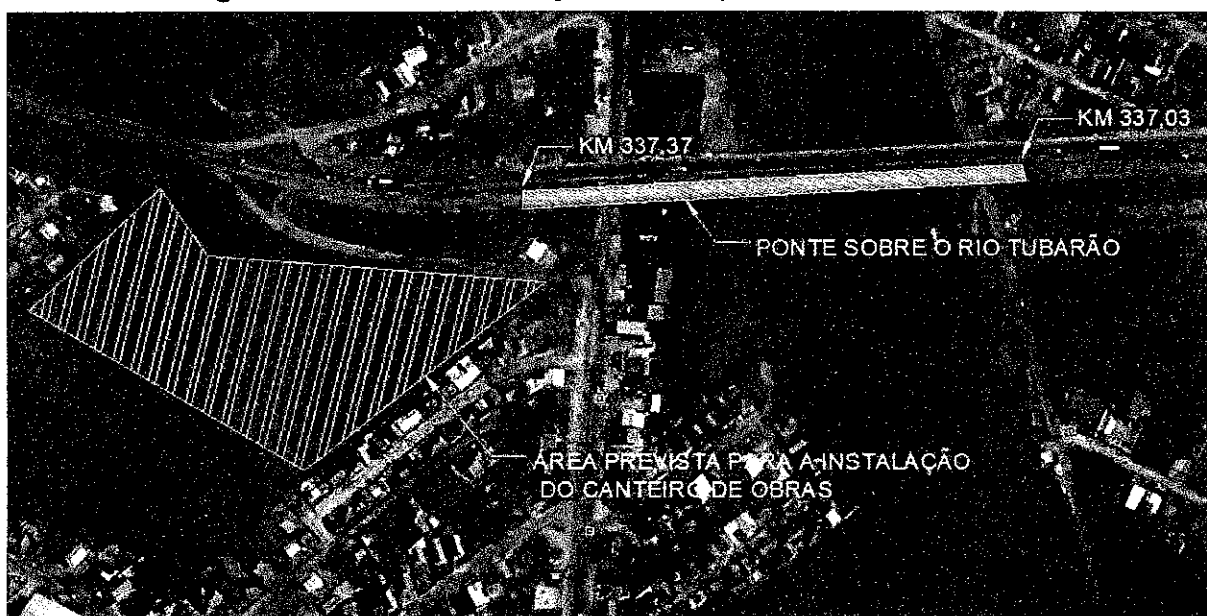 KM 337,37
KM 337,03
PONTE SOBRE O RIO TUBARÃO
ÁREA PREVISTA PARA A INSTALAÇÃO
DO CANTEIRO DE OBRAS